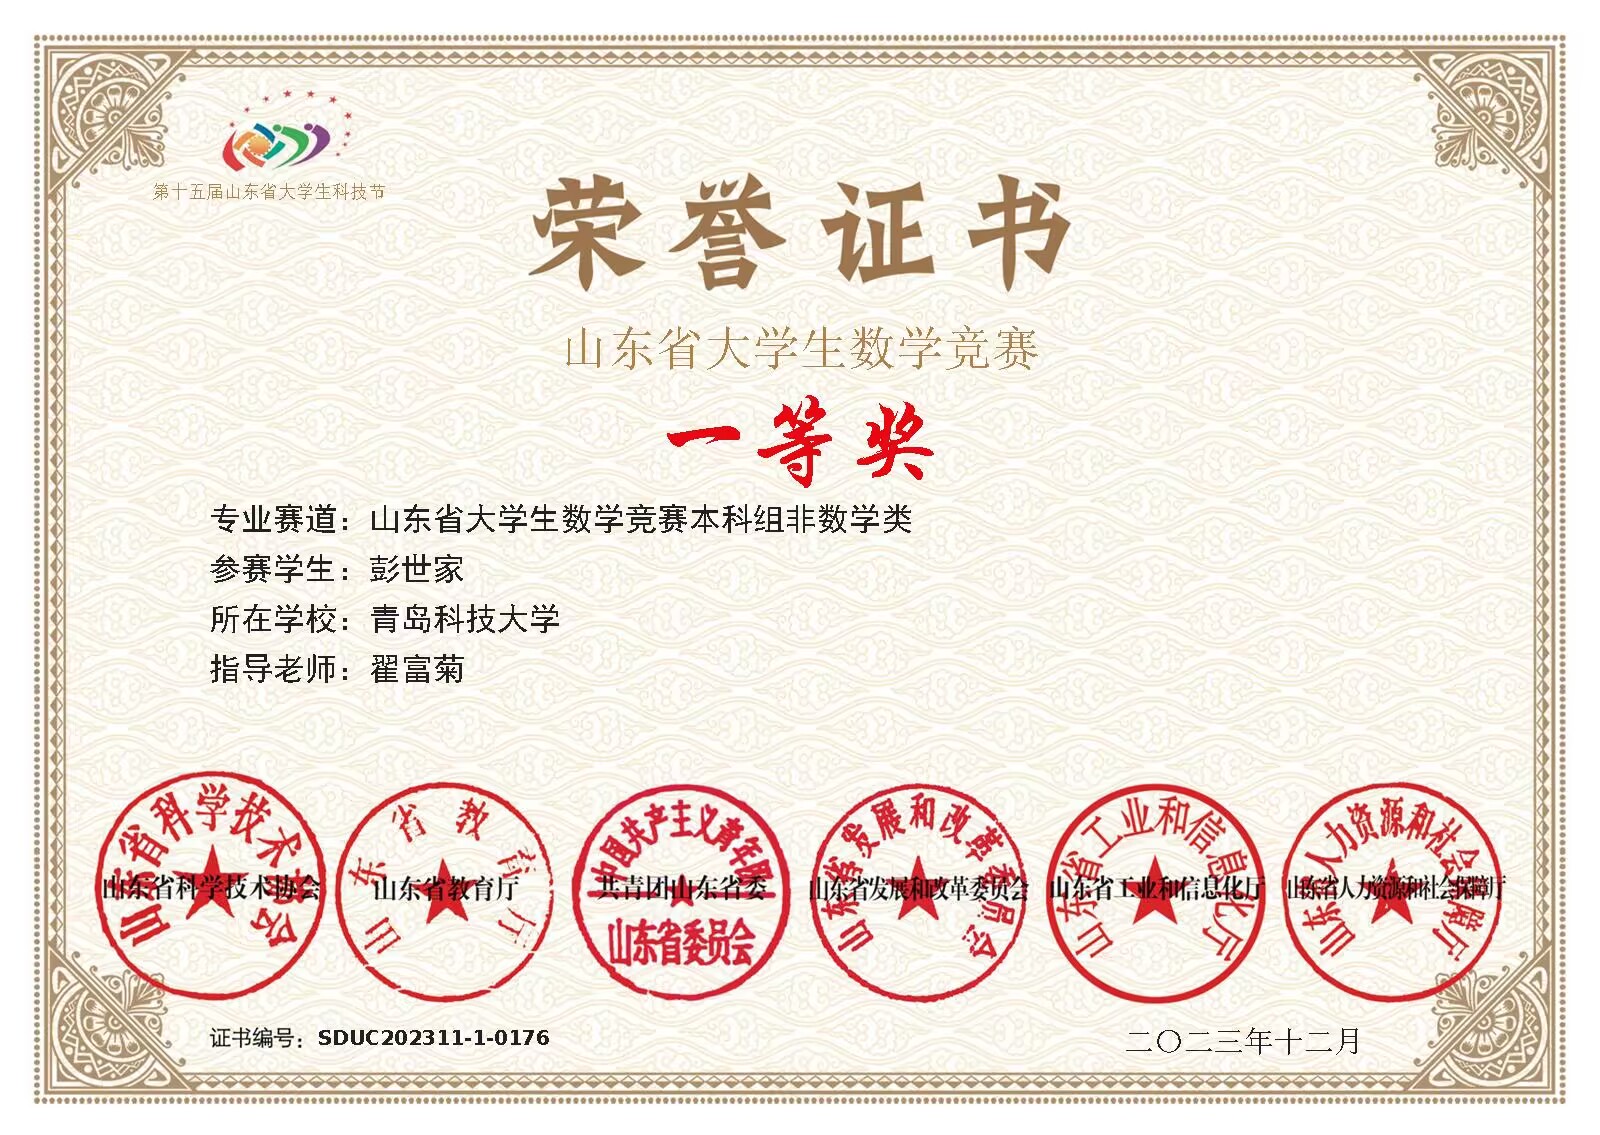 第十五届山东省大学生科技节
荣誉证书
山东省大学生数学竞赛
一等奖
专业赛道：山东省大学生数学竞赛本科组非数学类
参赛学生：彭世家
所在学校：青岛科技大学
指导老师：翟富菊
山东省科学技术协会
山东省科学技术协会
山东省教育厅
山东省教育厅
中国共产主义青年团
共青团山东省委
山东省委员会
山东省发展和改革委员会
山东省发展和改革委员会
山东省工业和信息化厅
山东省工业和信息化厅
山东省人力资源和社会保障厅
山东省人力资源和社会保障厅
证书编号：SDUC202311-1-0176
二〇二三年十二月